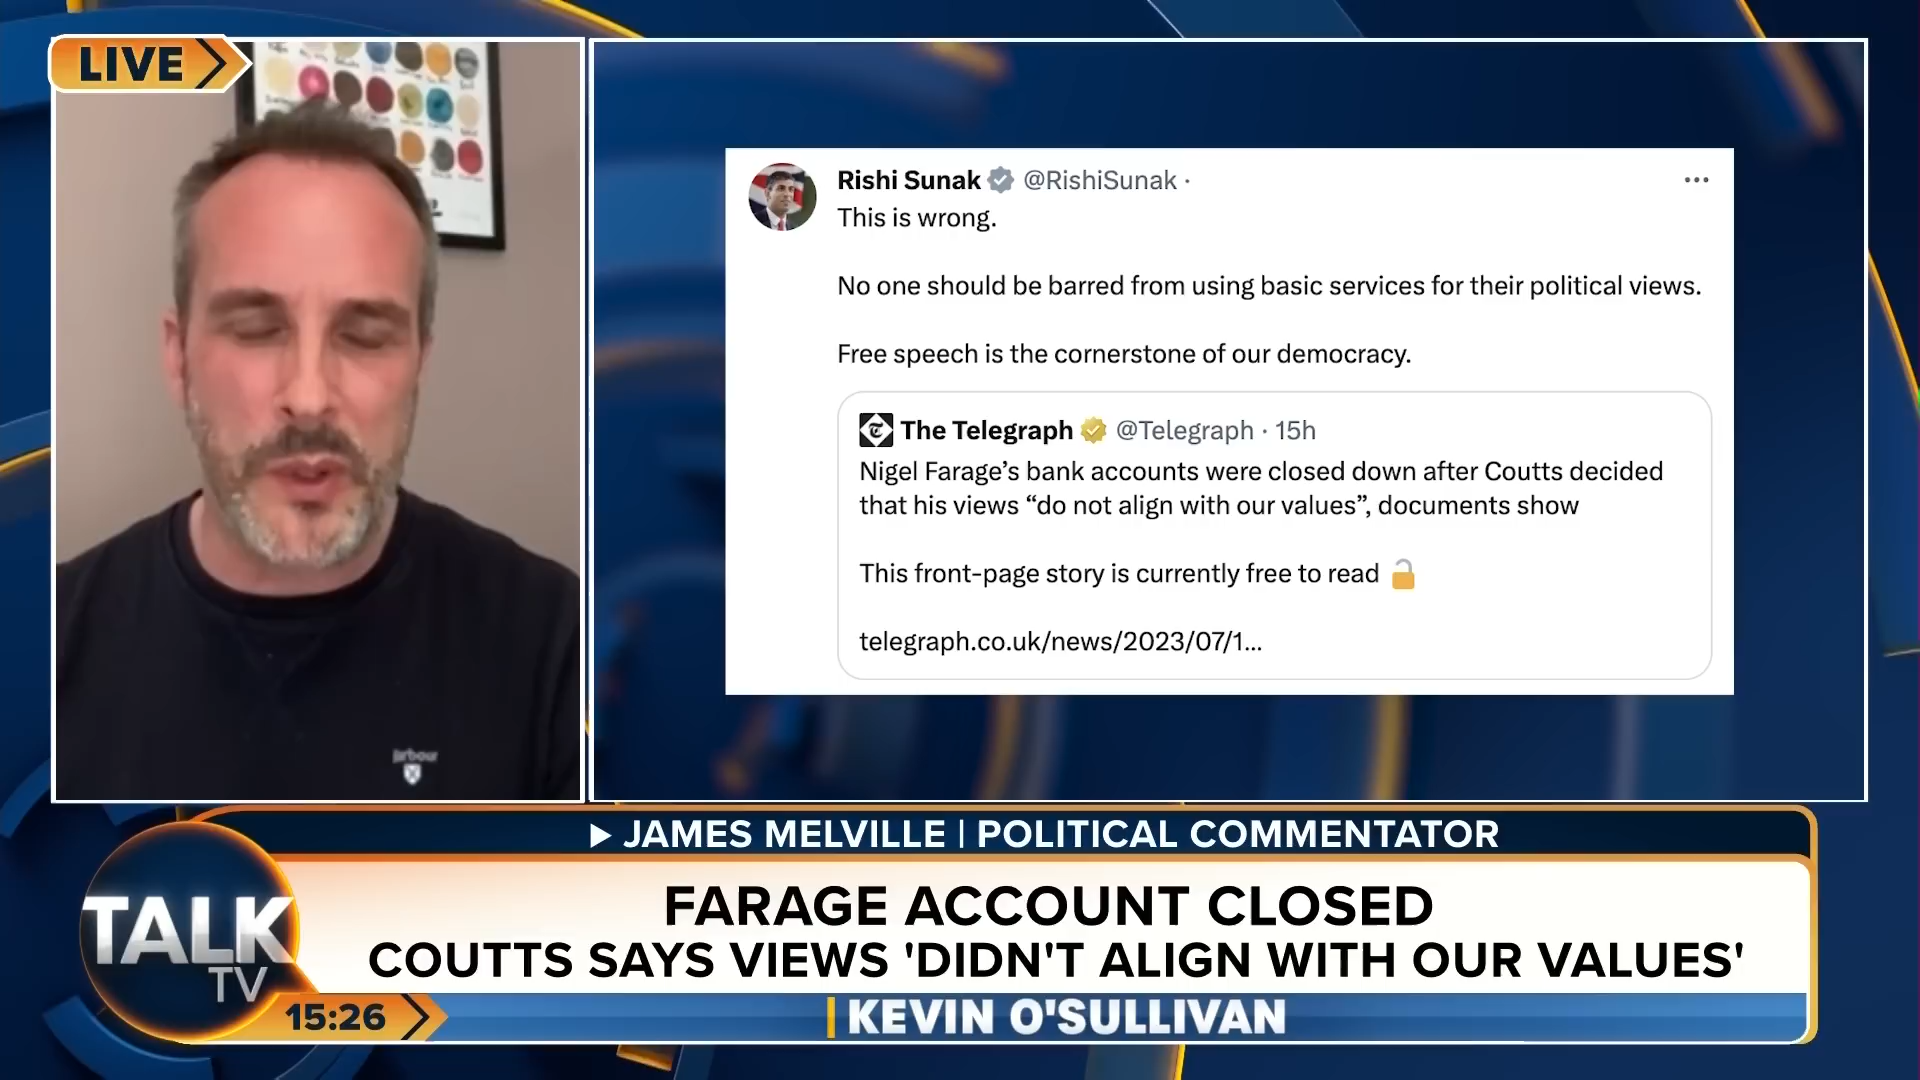 LIVE
Rishi Sunak @RishiSunak ·
This is wrong.
No one should be barred from using basic services for their political views.
Free speech is the cornerstone of our democracy.
The Telegraph @Telegraph · 15h
Nigel Farage’s bank accounts were closed down after Coutts decided
that his views “do not align with our values”, documents show
This front-page story is currently free to read 🔓
telegraph.co.uk/news/2023/07/1...
JAMES MELVILLE | POLITICAL COMMENTATOR
FARAGE ACCOUNT CLOSED
COUTTS SAYS VIEWS 'DIDN'T ALIGN WITH OUR VALUES'
TALK
TV
15:26
KEVIN O'SULLIVAN